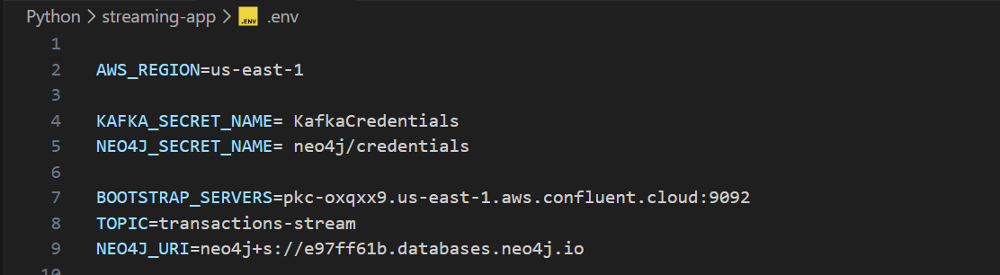 Python > streaming-app > .ENV .env
1
2 AWS_REGION=us-east-1
3
4 KAFKA_SECRET_NAME= KafkaCredentials
5 NEO4J_SECRET_NAME= neo4j/credentials
6
7 BOOTSTRAP_SERVERS=pkc-oxqxx9.us-east-1.aws.confluent.cloud:9092
8 TOPIC=transactions-stream
9 NEO4J_URI=neo4j+s://e97ff61b.databases.neo4j.io
10